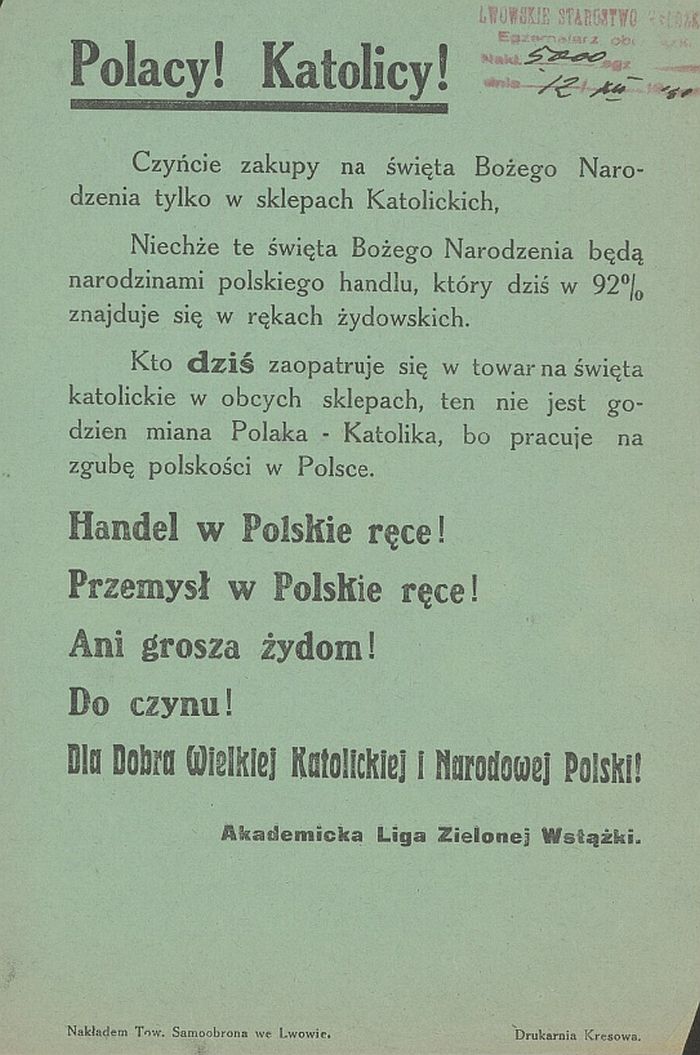 LWOWSKIE STAROSTWO
Egzemplarz
Nakł. 5000 egz
dnia 12 XII
Polacy! Katolicy!
Czyńcie zakupy na święta Bożego Naro-
dzenia tylko w sklepach Katolickich,
Niechże te święta Bożego Narodzenia będą
narodzinami polskiego handlu, który dziś w 92%
znajduje się w rękach żydowskich.
Kto dziś zaopatruje się w towar na święta
katolickie w obcych sklepach, ten nie jest go-
dzien miana Polaka - Katolika, bo pracuje na
zgubę polskości w Polsce.
Handel w Polskie ręce!
Przemysł w Polskie ręce!
Ani grosza żydom!
Do czynu!
Dla Dobra Wielkiej Katolickiej i Narodowej Polski!
Akademicka Liga Zielonej Wstążki.
Nakładem Tow. Samoobrona we Lwowie.
Drukarnia Kresowa.